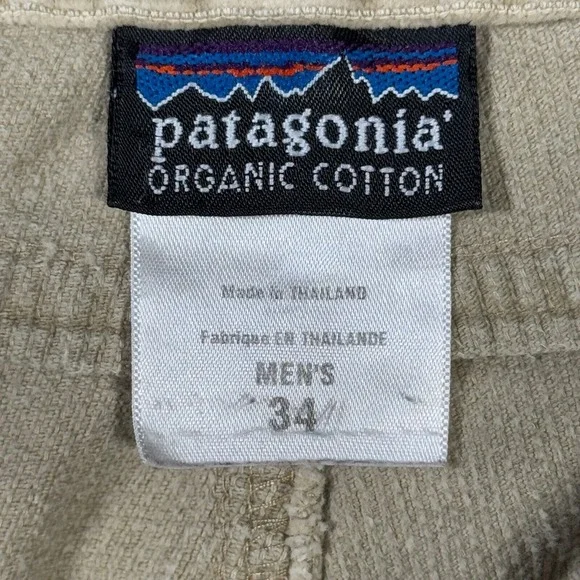 patagonia
ORGANIC COTTON
Made in THAILAND
Fabriqué EN THAILANDE
MEN'S
34